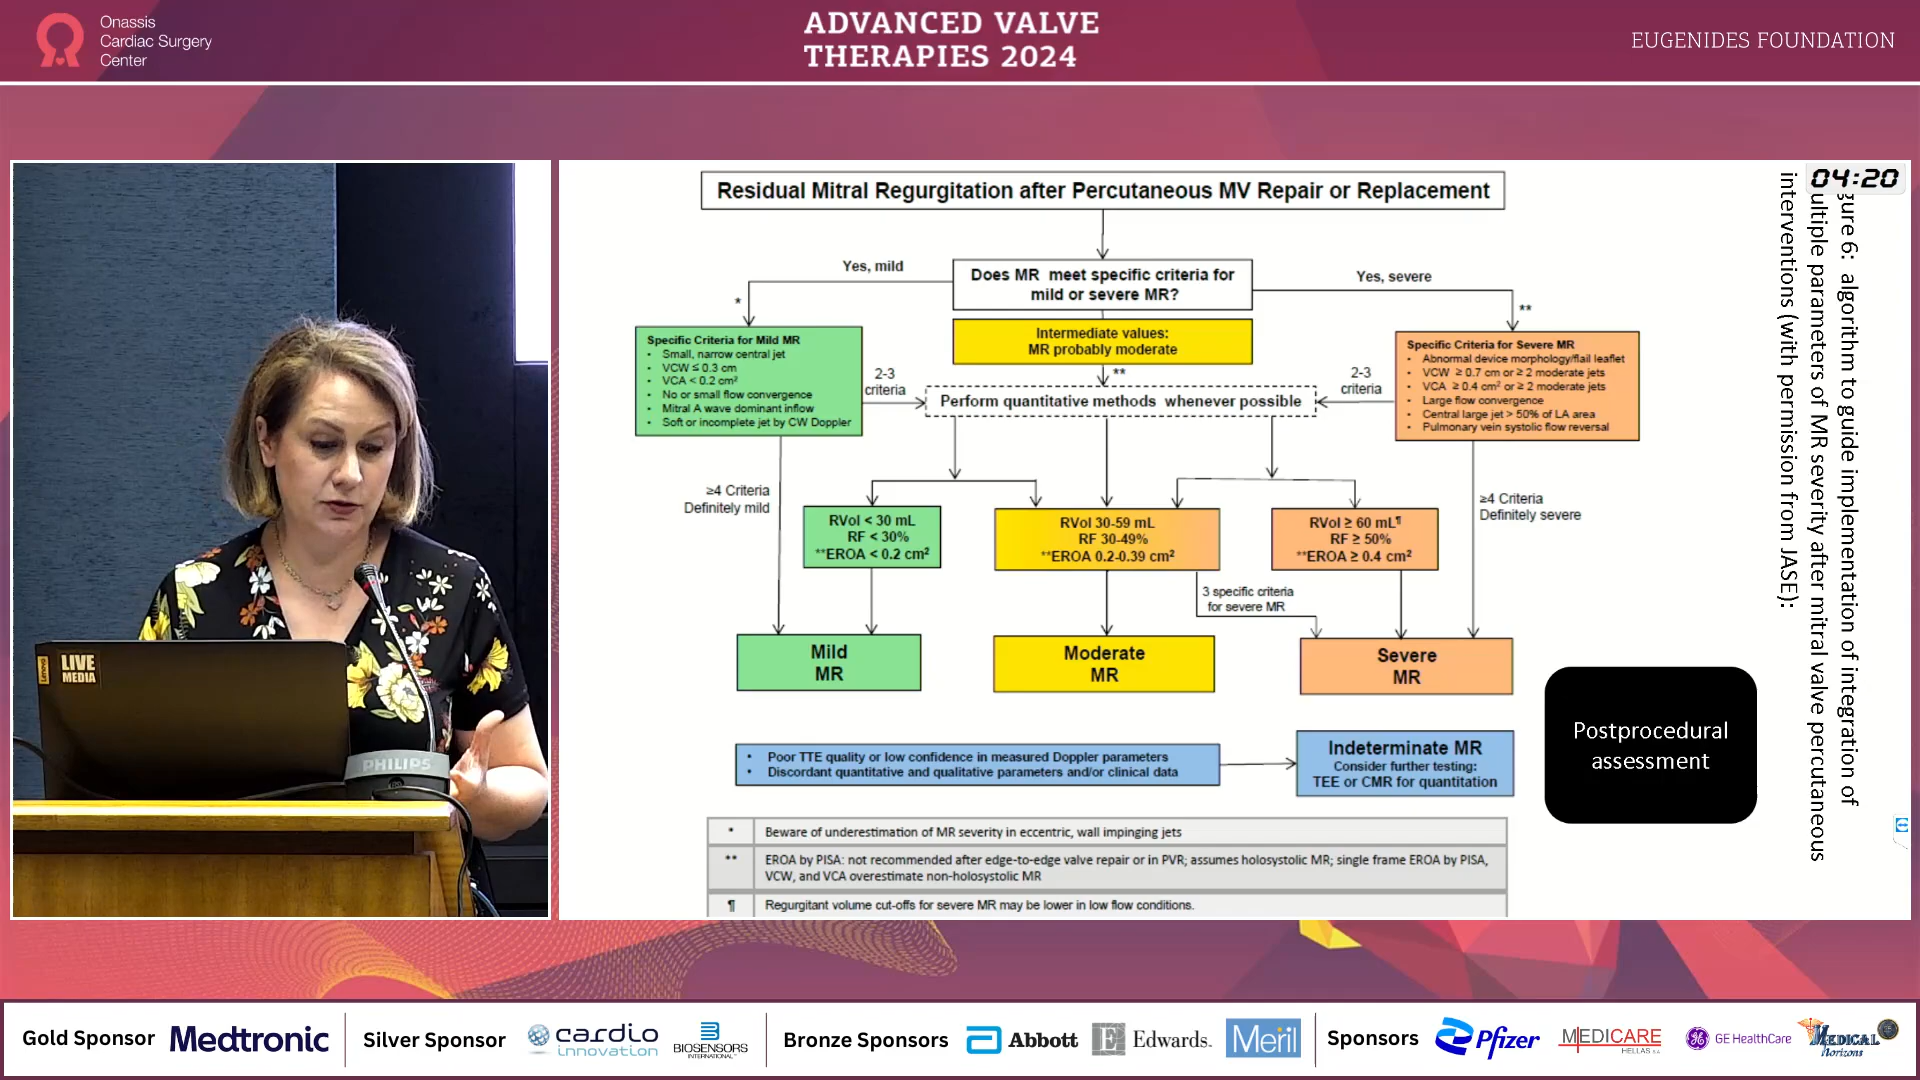 Onassis
Cardiac Surgery
Center
ADVANCED VALVE
THERAPIES 2024
EUGENIDES FOUNDATION
LIVE
MEDIA
Lenovo
PHILIPS
04:20
Residual Mitral Regurgitation after Percutaneous MV Repair or Replacement
Does MR meet specific criteria for
mild or severe MR?
Yes, mild
Yes, severe
*
**
Intermediate values:
MR probably moderate
**
Specific Criteria for Mild MR
• Small, narrow central jet
• VCW ≤ 0.3 cm
• VCA < 0.2 cm²
• No or small flow convergence
• Mitral A wave dominant inflow
• Soft or incomplete jet by CW Doppler
2-3
criteria
Perform quantitative methods whenever possible
2-3
criteria
Specific Criteria for Severe MR
• Abnormal device morphology/flail leaflet
• VCW ≥ 0.7 cm or ≥ 2 moderate jets
• VCA ≥ 0.4 cm² or ≥ 2 moderate jets
• Large flow convergence
• Central large jet > 50% of LA area
• Pulmonary vein systolic flow reversal
≥4 Criteria
Definitely mild
RVol < 30 mL
RF < 30%
**EROA < 0.2 cm²
RVol 30-59 mL
RF 30-49%
**EROA 0.2-0.39 cm²
RVol ≥ 60 mL¶
RF ≥ 50%
**EROA ≥ 0.4 cm²
≥4 Criteria
Definitely severe
3 specific criteria
for severe MR
Mild
MR
Moderate
MR
Severe
MR
• Poor TTE quality or low confidence in measured Doppler parameters
• Discordant quantitative and qualitative parameters and/or clinical data
Indeterminate MR
Consider further testing:
TEE or CMR for quantitation
* Beware of underestimation of MR severity in eccentric, wall impinging jets
** EROA by PISA: not recommended after edge-to-edge valve repair or in PVR; assumes holosystolic MR; single frame EROA by PISA,
VCW, and VCA overestimate non-holosystolic MR
¶ Regurgitant volume cut-offs for severe MR may be lower in low flow conditions.
Postprocedural
assessment
gure 6: algorithm to guide implementation of integration of
ultiple parameters of MR severity after mitral valve percutaneous
interventions (with permission from JASE):
Gold Sponsor
Medtronic
Silver Sponsor
cardio
innovation
BIOSENSORS
INTERNATIONAL
Bronze Sponsors
Abbott
E Edwards.
Meril
Sponsors
Pfizer
MEDICARE
HELLAS S.A.
GE HealthCare
MEDICAL
Horizons